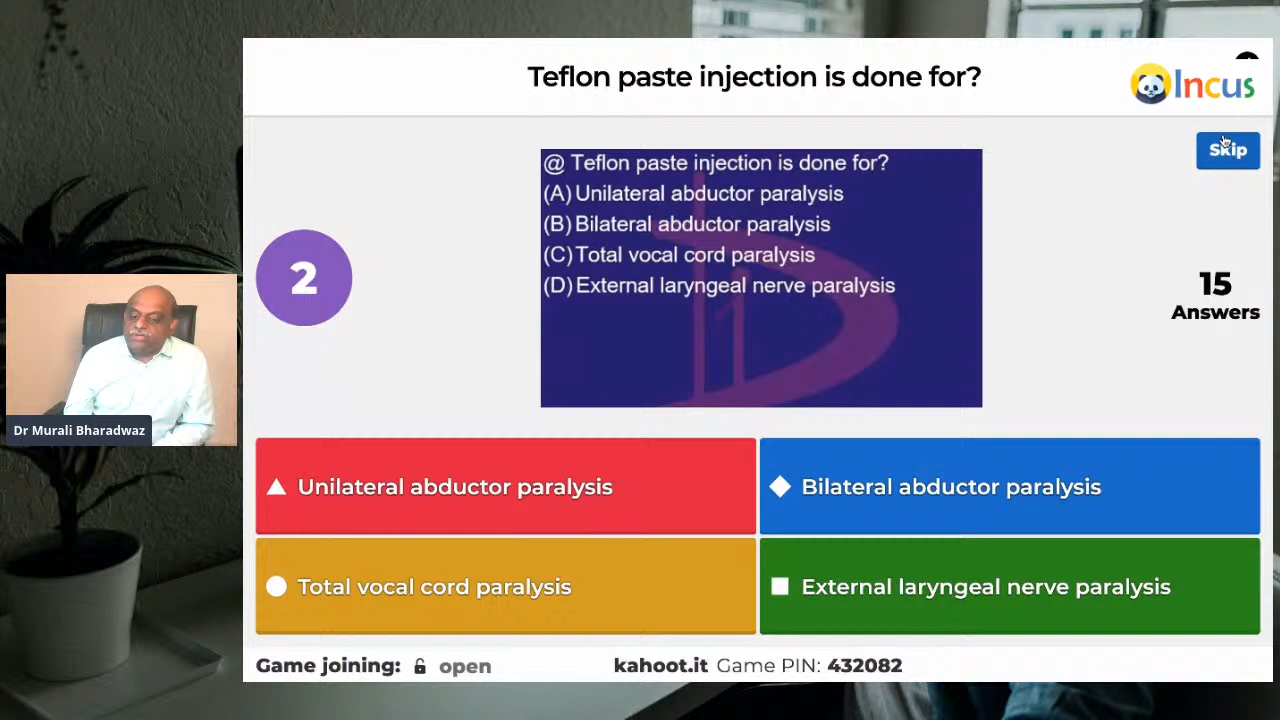 Teflon paste injection is done for?
Incus
Skip
@ Teflon paste injection is done for?
(A) Unilateral abductor paralysis
(B) Bilateral abductor paralysis
(C) Total vocal cord paralysis
(D) External laryngeal nerve paralysis
2
15
Answers
Dr Murali Bharadwaz
Unilateral abductor paralysis
Bilateral abductor paralysis
Total vocal cord paralysis
External laryngeal nerve paralysis
Game joining: open
kahoot.it Game PIN: 432082